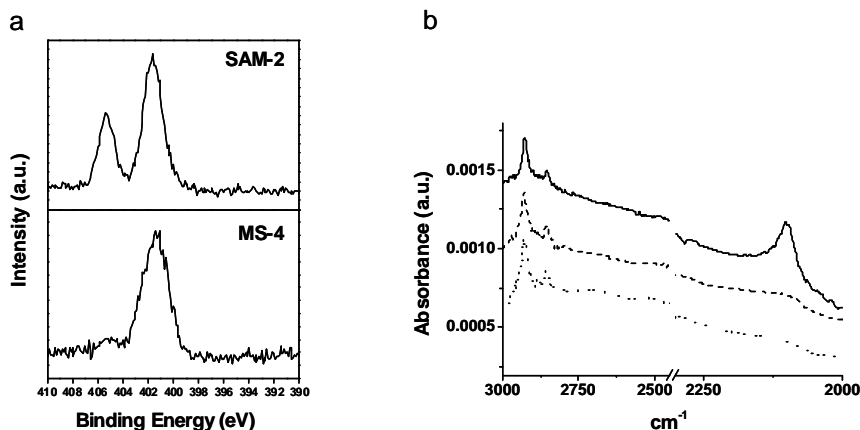 a
SAM-2
MS-4
Intensity (a.u.)
410 408 406 404 402 400 398 396 394 392 390
Binding Energy (eV)
b
Absorbance (a.u.)
0.0015
0.0010
0.0005
3000 2750 2500 2250 2000
cm-1